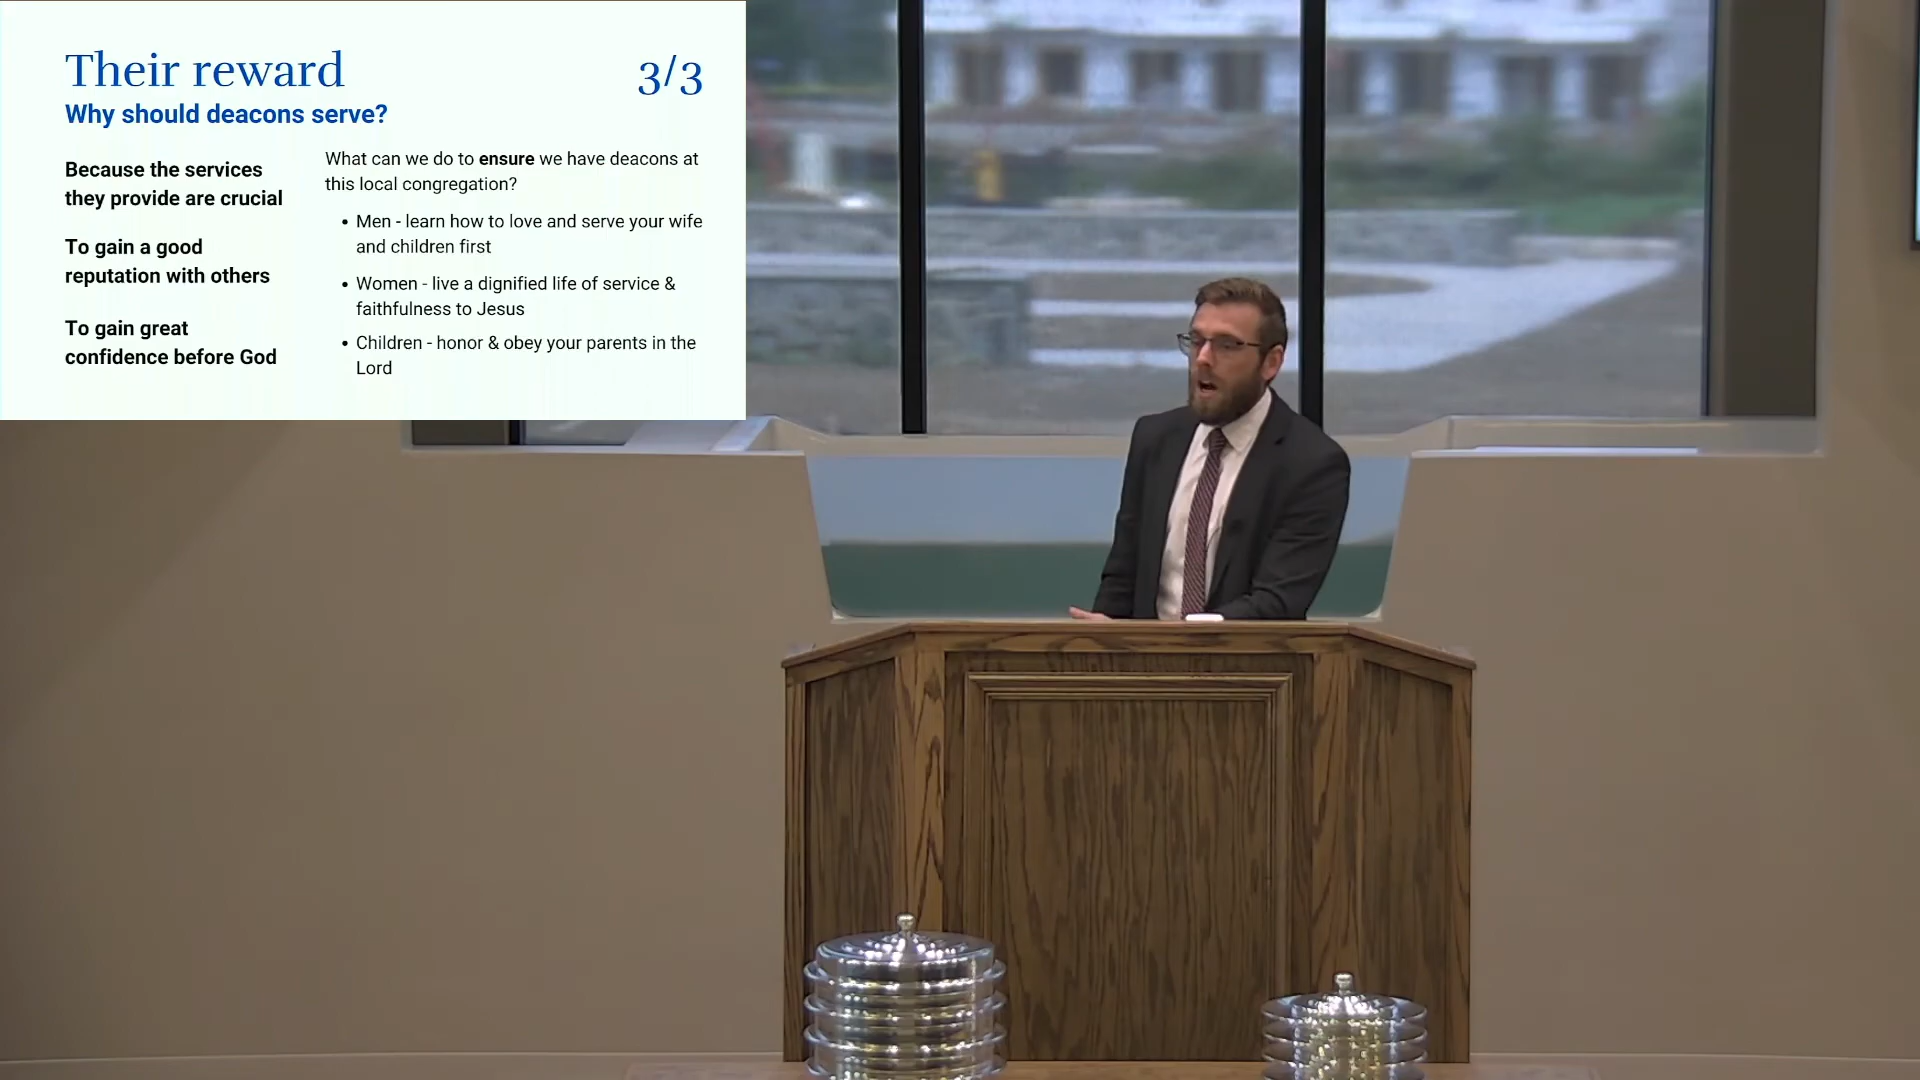 Their reward
3/3
Why should deacons serve?
Because the services
they provide are crucial
To gain a good
reputation with others
To gain great
confidence before God
What can we do to ensure we have deacons at
this local congregation?
• Men - learn how to love and serve your wife
and children first
• Women - live a dignified life of service &
faithfulness to Jesus
• Children - honor & obey your parents in the
Lord